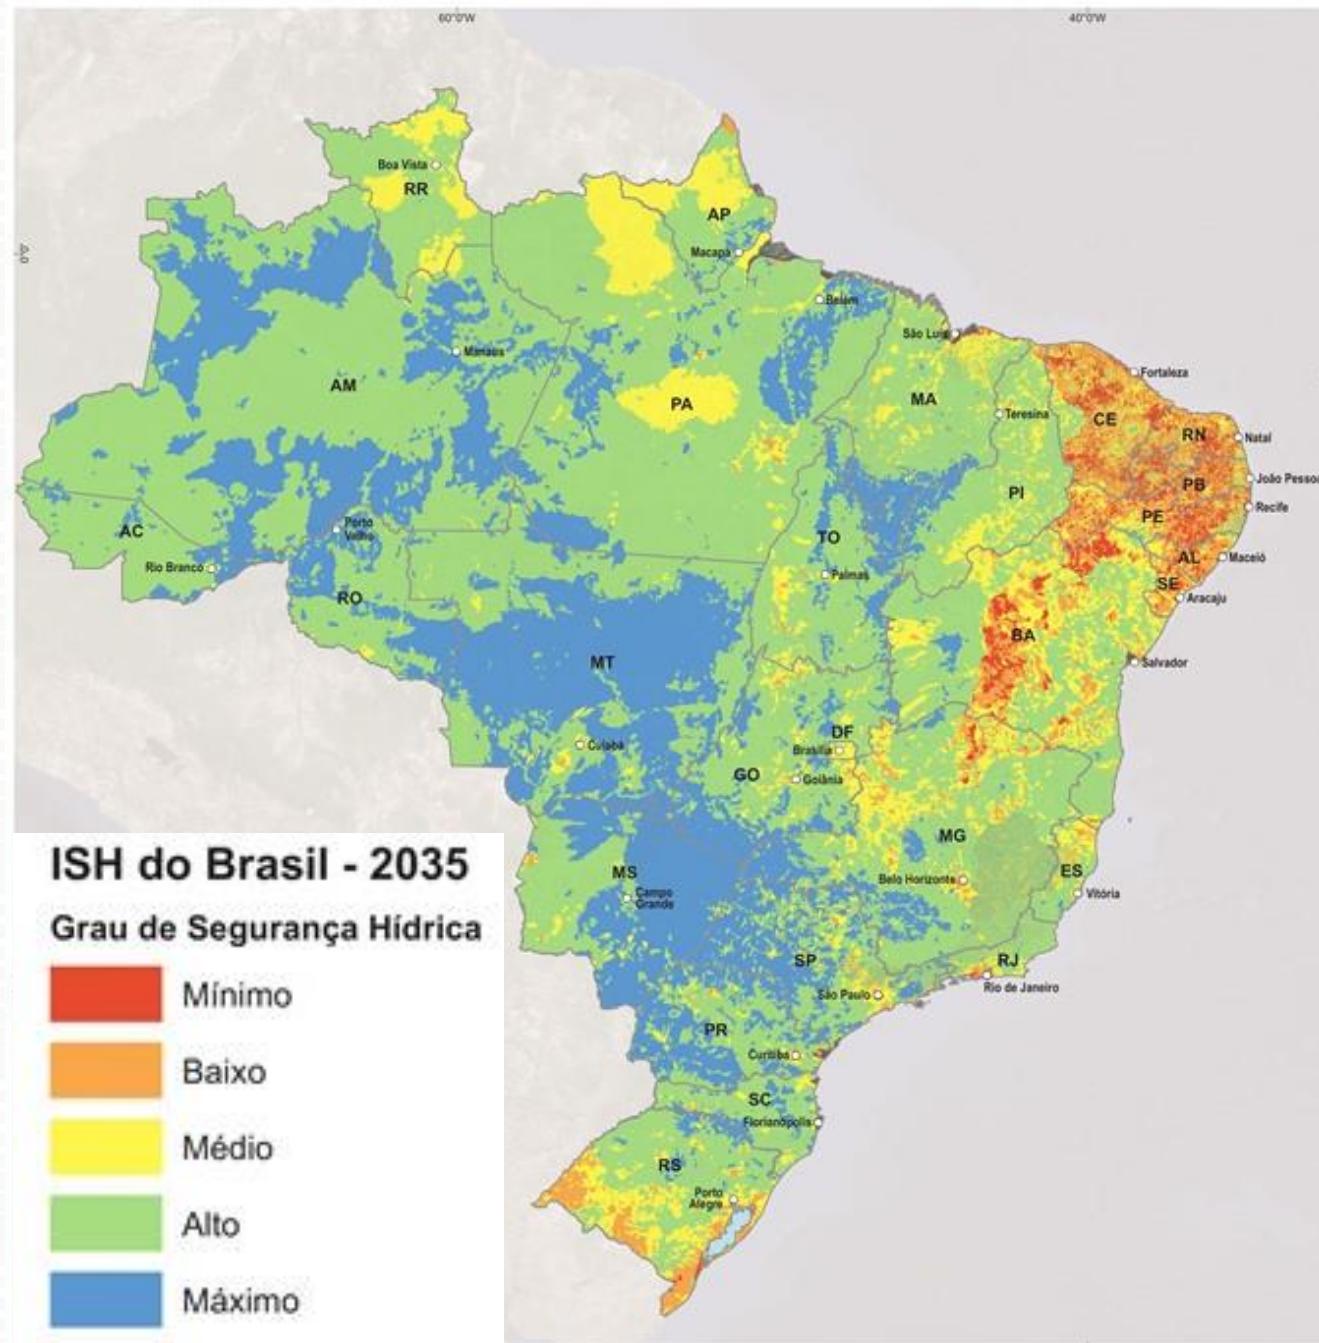 60°0'W
40°0'W
Boa Vista
RR
AP
Macapá
0°0'
Belém
São Luís
Manaus
Fortaleza
AM
PA
MA
Teresina
CE
RN
Natal
PI
PB
João Pessoa
PE
Recife
AC
Porto
Velho
TO
AL
Maceió
Rio Branco
Palmas
SE
Aracaju
RO
BA
MT
Salvador
DF
Cuiabá
Brasília
GO
Goiânia
MG
ISH do Brasil - 2035
MS
Belo Horizonte
ES
Campo
Grande
Vitória
Grau de Segurança Hídrica
SP
RJ
Mínimo
São Paulo
Rio de Janeiro
PR
Curitiba
Baixo
SC
Florianópolis
Médio
RS
Porto
Alegre
Alto
Máximo